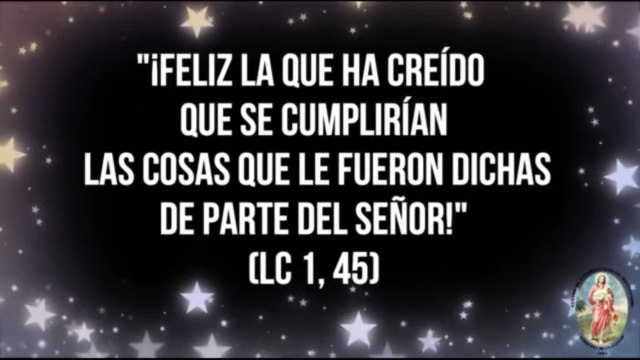 "¡FELIZ LA QUE HA CREÍDO
QUE SE CUMPLIRÍAN
LAS COSAS QUE LE FUERON DICHAS
DE PARTE DEL SEÑOR!"
(LC 1, 45)